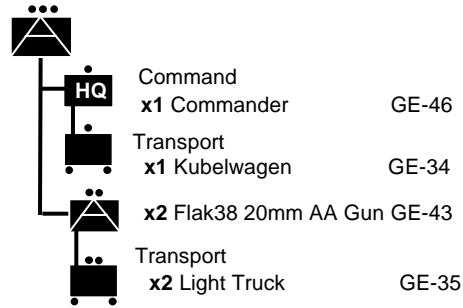 Command
HQ
x1 Commander GE-46
Transport
x1 Kubelwagen GE-34
x2 Flak38 20mm AA Gun GE-43
Transport
x2 Light Truck GE-35